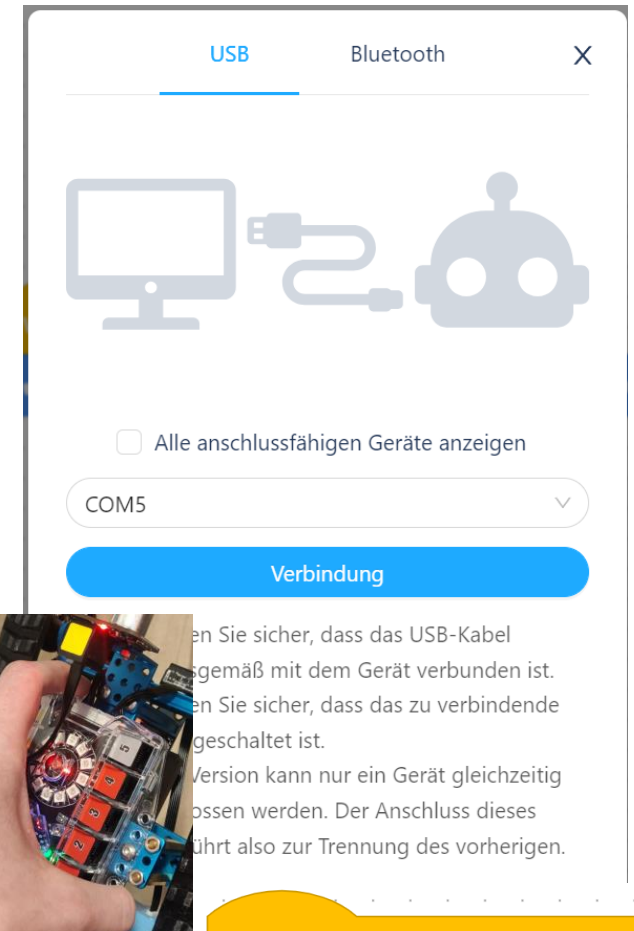 USB Bluetooth X
Alle anschlussfähigen Geräte anzeigen
COM5
Verbindung
en Sie sicher, dass das USB-Kabel
sgemäß mit dem Gerät verbunden ist.
en Sie sicher, dass das zu verbindende
geschaltet ist.
Version kann nur ein Gerät gleichzeitig
ossen werden. Der Anschluss dieses
ührt also zur Trennung des vorherigen.
5
4
3
2